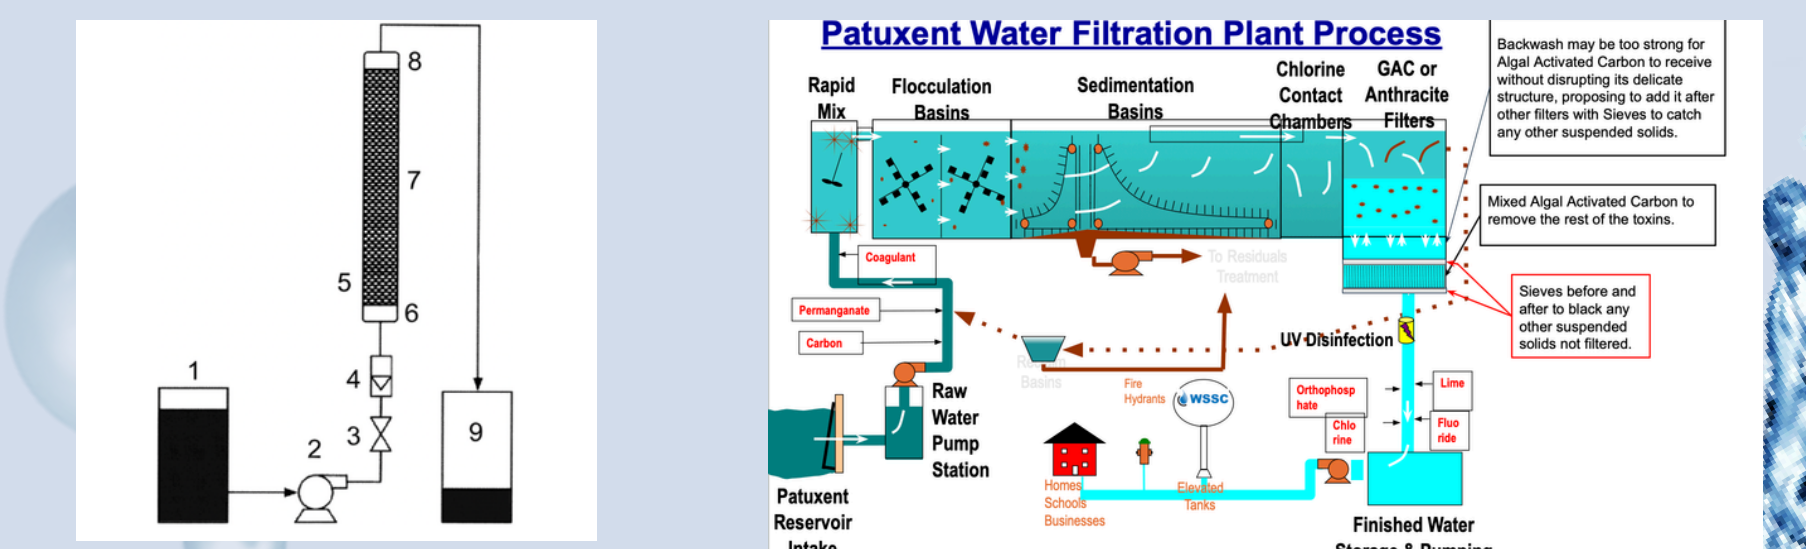 8
7
5
6
1
4
3
9
2
Patuxent Water Filtration Plant Process
Rapid
Mix
Flocculation
Basins
Sedimentation
Basins
Chlorine
Contact
Chambers
GAC or
Anthracite
Filters
Backwash may be too strong for
Algal Activated Carbon to receive
without disrupting its delicate
structure, proposing to add it after
other filters with Sieves to catch
any other suspended solids.
Mixed Algal Activated Carbon to
remove the rest of the toxins.
Sieves before and
after to black any
other suspended
solids not filtered.
Coagulant
To Residuals
Treatment
Permanganate
Carbon
Basins
UV Disinfection
Raw
Water
Pump
Station
Fire
Hydrants
WSSC
Orthophosp
hate
Lime
Chlo
rine
Fluo
ride
Homes
Schools
Businesses
Elevated
Tanks
Patuxent
Reservoir
Intake
Finished Water
Storage & Pumping